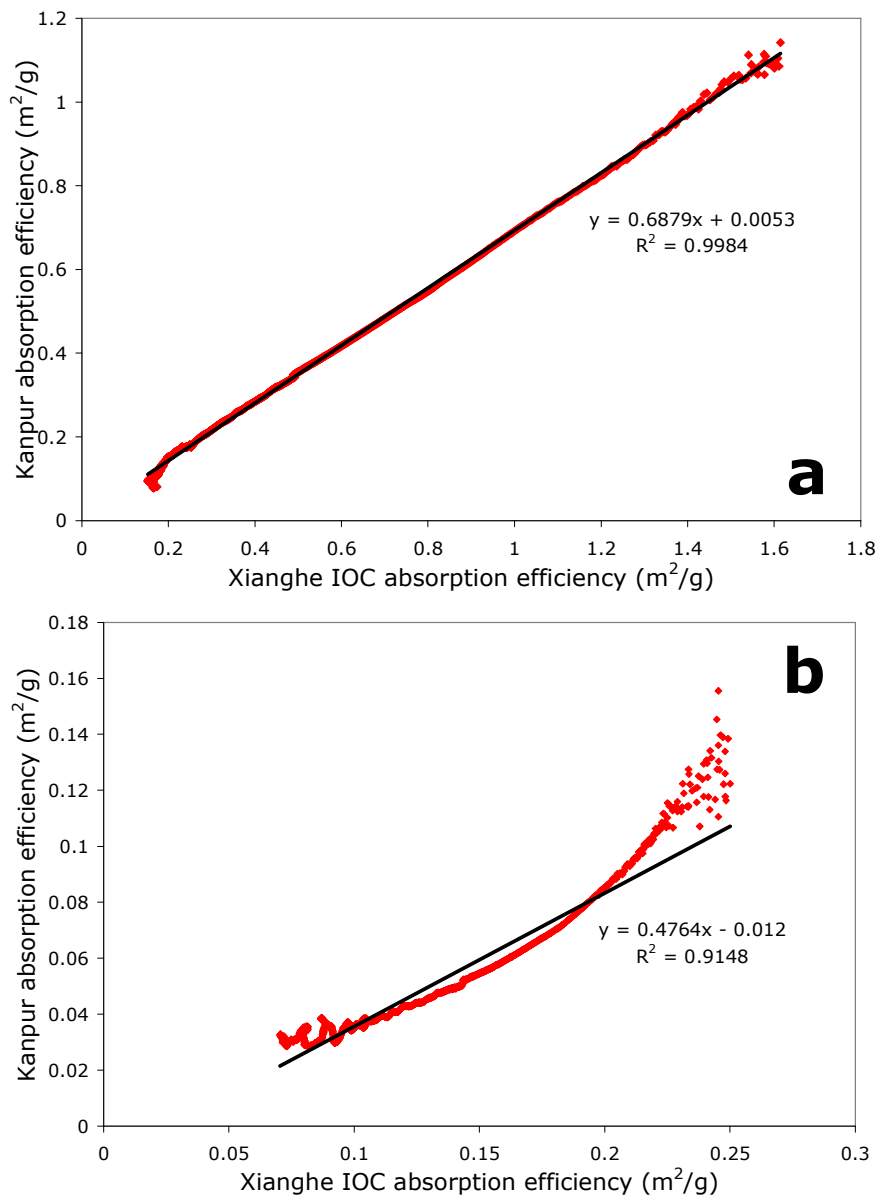 1.2
1
0.8
0.6
0.4
0.2
0
Kanpur absorption efficiency (m²/g)
y = 0.6879x + 0.0053
R² = 0.9984
a
0 0.2 0.4 0.6 0.8 1 1.2 1.4 1.6 1.8
Xianghe IOC absorption efficiency (m²/g)
0.18
0.16
0.14
0.12
0.1
0.08
0.06
0.04
0.02
0
Kanpur absorption efficiency (m²/g)
b
y = 0.4764x - 0.012
R² = 0.9148
0 0.05 0.1 0.15 0.2 0.25 0.3
Xianghe IOC absorption efficiency (m²/g)